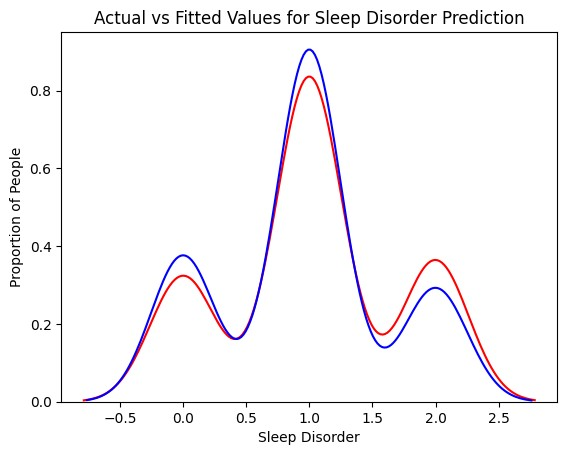 Actual vs Fitted Values for Sleep Disorder Prediction
Proportion of People
0.8
0.6
0.4
0.2
0.0
−0.5 0.0 0.5 1.0 1.5 2.0 2.5
Sleep Disorder